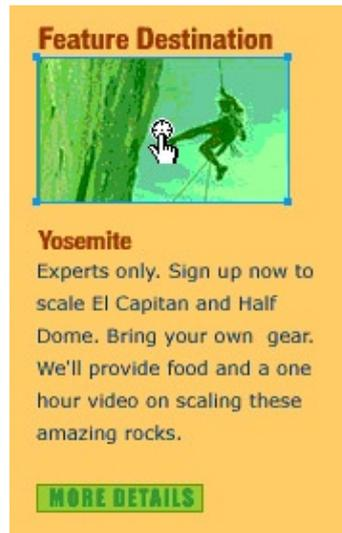 Feature Destination
Yosemite
Experts only. Sign up now to
scale El Capitan and Half
Dome. Bring your own  gear.
We'll provide food and a one
hour video on scaling these
amazing rocks.
MORE DETAILS